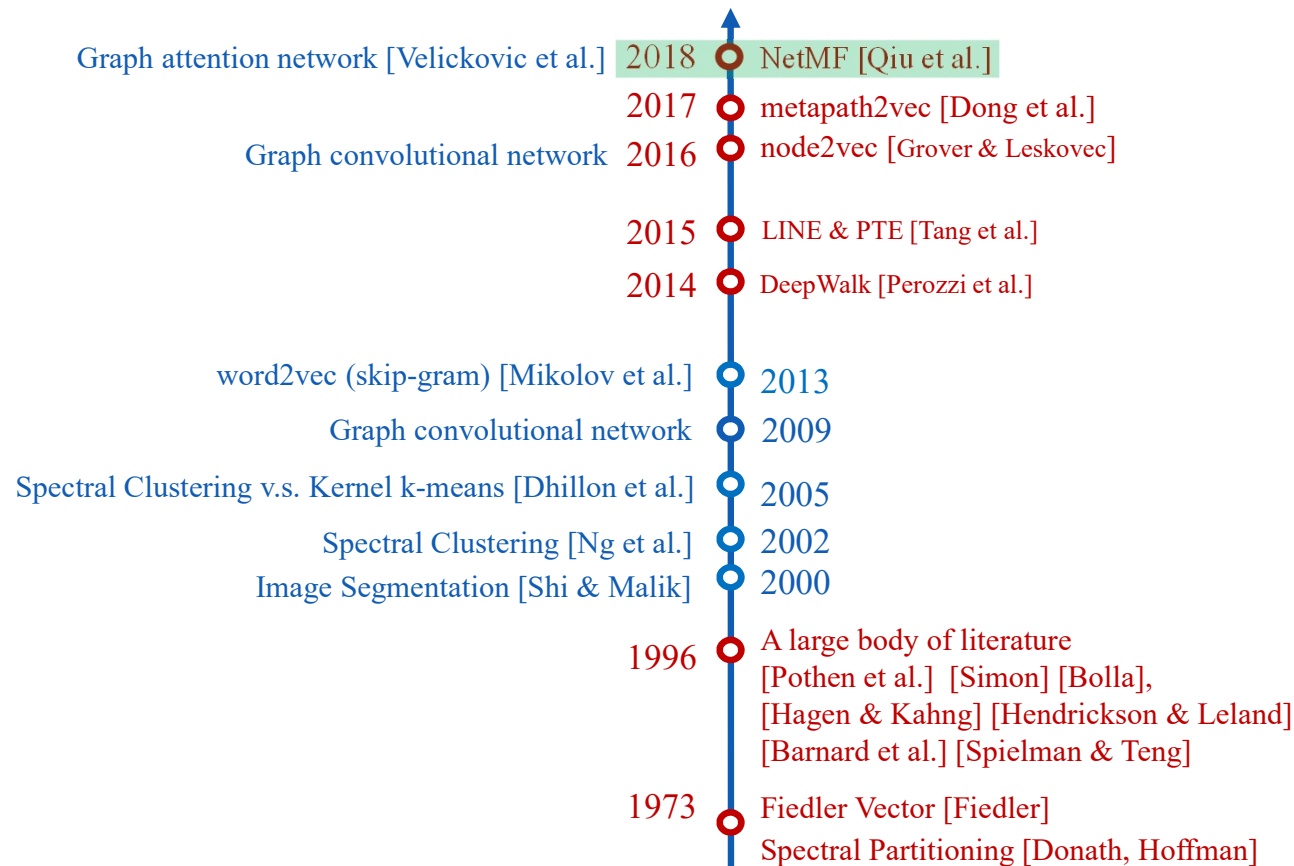 Graph attention network [Velickovic et al.] 2018 NetMF [Qiu et al.]
2017 metapath2vec [Dong et al.]
Graph convolutional network 2016 node2vec [Grover & Leskovec]
2015 LINE & PTE [Tang et al.]
2014 DeepWalk [Perozzi et al.]
word2vec (skip-gram) [Mikolov et al.] 2013
Graph convolutional network 2009
Spectral Clustering v.s. Kernel k-means [Dhillon et al.] 2005
Spectral Clustering [Ng et al.] 2002
Image Segmentation [Shi & Malik] 2000
1996 A large body of literature
[Pothen et al.] [Simon] [Bolla],
[Hagen & Kahng] [Hendrickson & Leland]
[Barnard et al.] [Spielman & Teng]
1973 Fiedler Vector [Fiedler]
Spectral Partitioning [Donath, Hoffman]